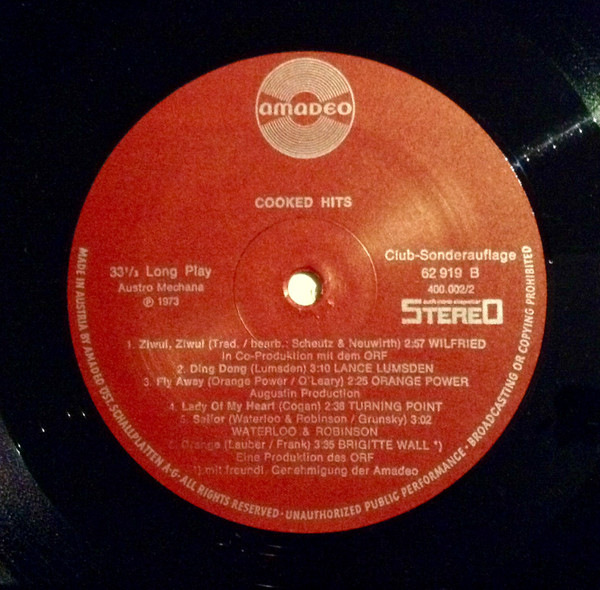 AMADEO
COOKED HITS
33 1/3 Long Play
Austro Mechana
℗ 1973
Club-Sonderauflage
62 919 B
400.002/2
STEREO
1. Ziwui, Ziwui (Trad. / bearb.: Scheutz & Neuwirth) 2:57 WILFRIED
in Co-Produktion mit dem ORF
2. Ding Dong (Lumsden) 3:10 LANCE LUMSDEN
3. Fly Away (Orange Power / O'Leary) 2:25 ORANGE POWER
Augustin Production
4. Lady Of My Heart (Cogan) 2:36 TURNING POINT
5. Sailor (Waterloo & Robinson / Grunsky) 3:02
WATERLOO & ROBINSON
6. Orange (Lauber / Frank) 3:35 BRIGITTE WALL *)
Eine Produktion des ORF
*) mit freundl. Genehmigung der Amadeo
MADE IN AUSTRIA BY AMADEO ÖST. SCHALLPLATTEN A-G · ALL RIGHTS RESERVED · UNAUTHORIZED PUBLIC PERFORMANCE · BROADCASTING OR COPYING PROHIBITED